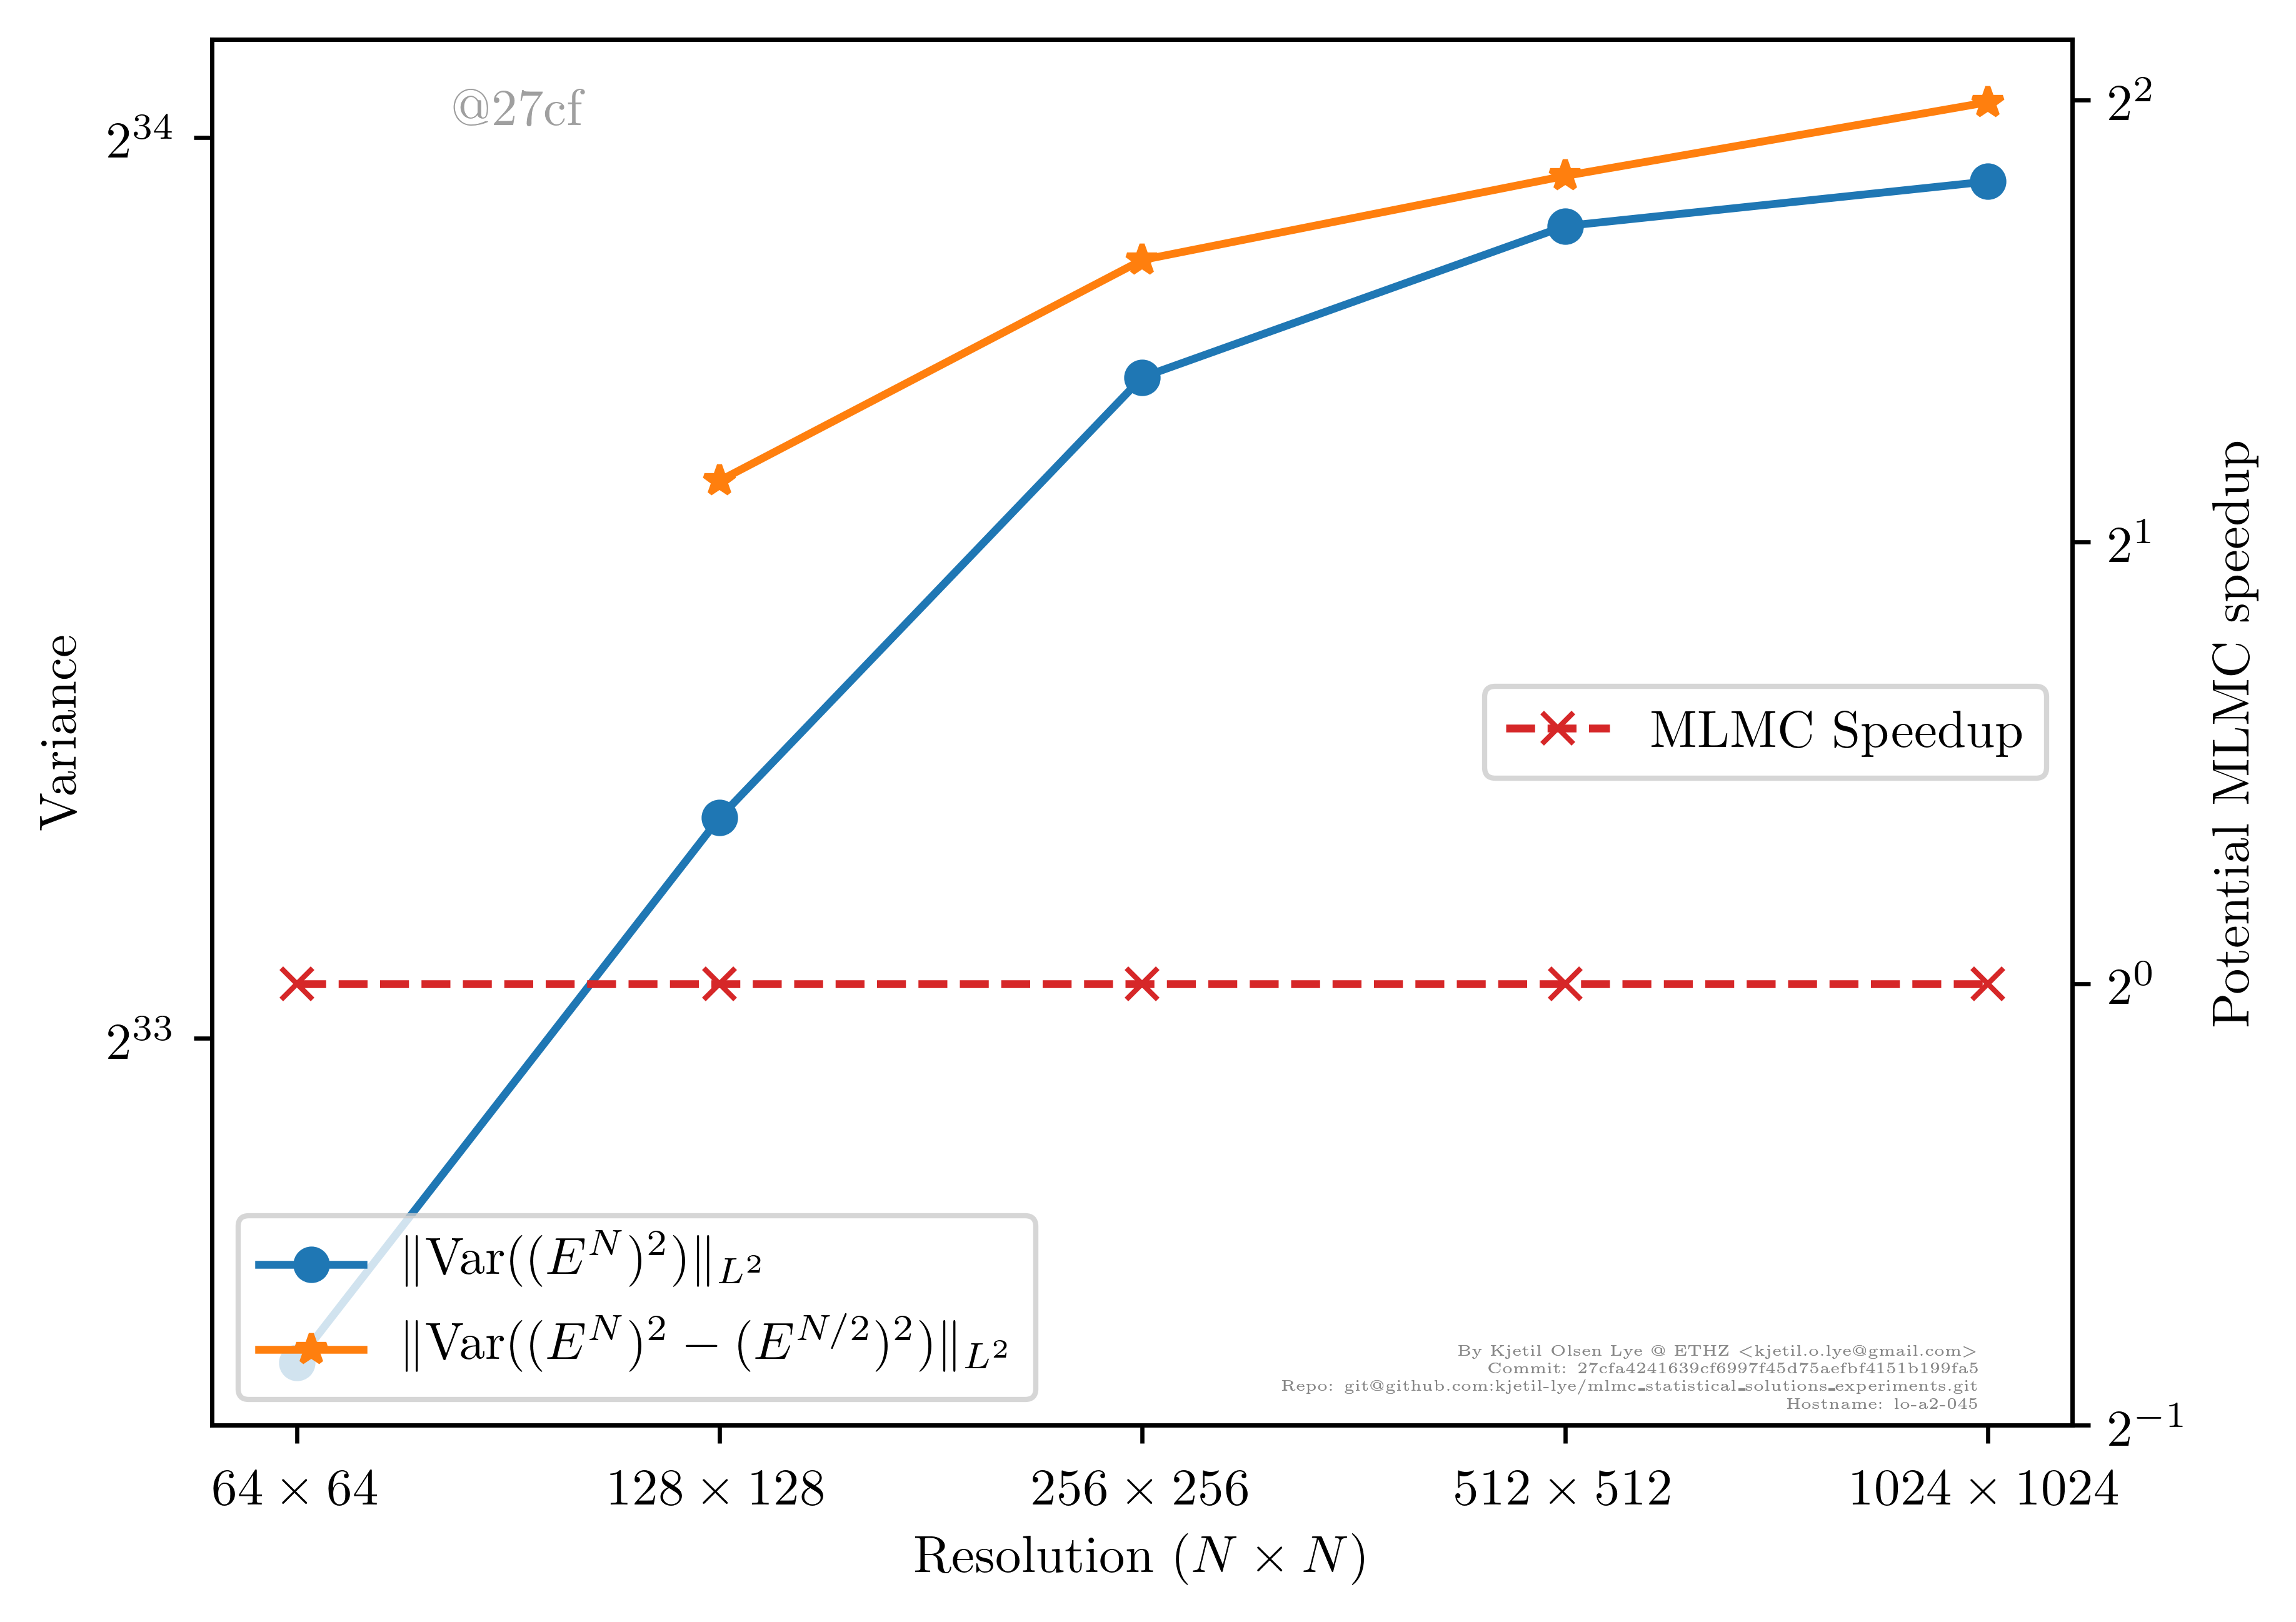 @27cf
2^34
2^33
Variance
2^2
2^1
2^0
2^−1
Potential MLMC speedup
MLMC Speedup
‖Var((E^N)^2)‖_{L^2}
‖Var((E^N)^2 − (E^{N/2})^2)‖_{L^2}
By Kjetil Olsen Lye @ ETHZ <kjetil.o.lye@gmail.com>
Commit: 27cfa4241639cf6997f45d75aefbf4151b199fa5
Repo: git@github.com:kjetil-lye/mlmc_statistical_solutions_experiments.git
Hostname: lo-a2-045
64 × 64 128 × 128 256 × 256 512 × 512 1024 × 1024
Resolution (N × N)